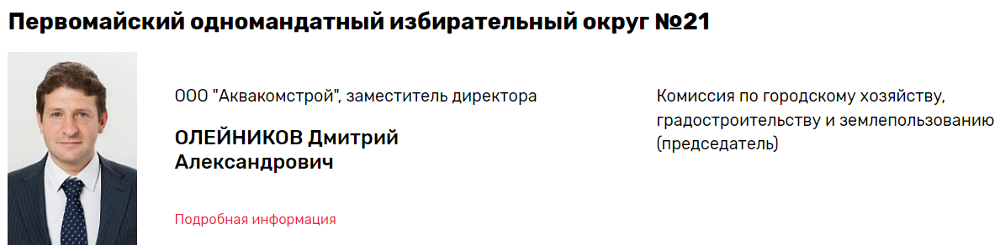 Первомайский одномандатный избирательный округ №21
ООО "Аквакомстрой", заместитель директора
ОЛЕЙНИКОВ Дмитрий
Александрович
Подробная информация
Комиссия по городскому хозяйству,
градостроительству и землепользованию
(председатель)